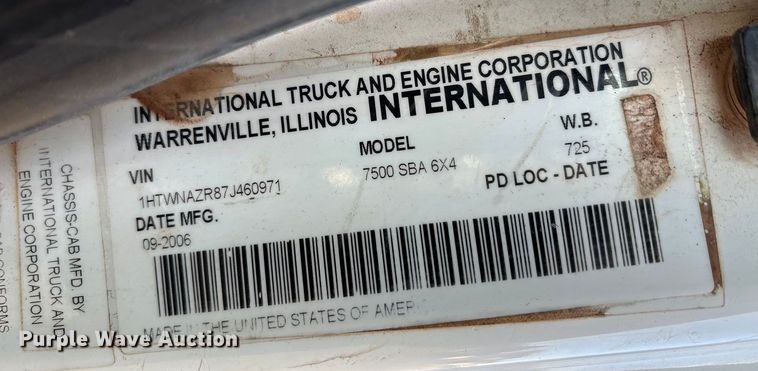 INTERNATIONAL TRUCK AND ENGINE CORPORATION
WARRENVILLE, ILLINOIS INTERNATIONAL®
VIN MODEL W.B.
1HTWNAZR87J460971 7500 SBA 6X4 725
DATE MFG. PD LOC - DATE
09-2006
MADE IN THE UNITED STATES OF AMER
CHASSIS-CAB MFD. BY
INTERNATIONAL TRUCK AND
ENGINE CORPORATION
CONFORMS
Purple Wave Auction